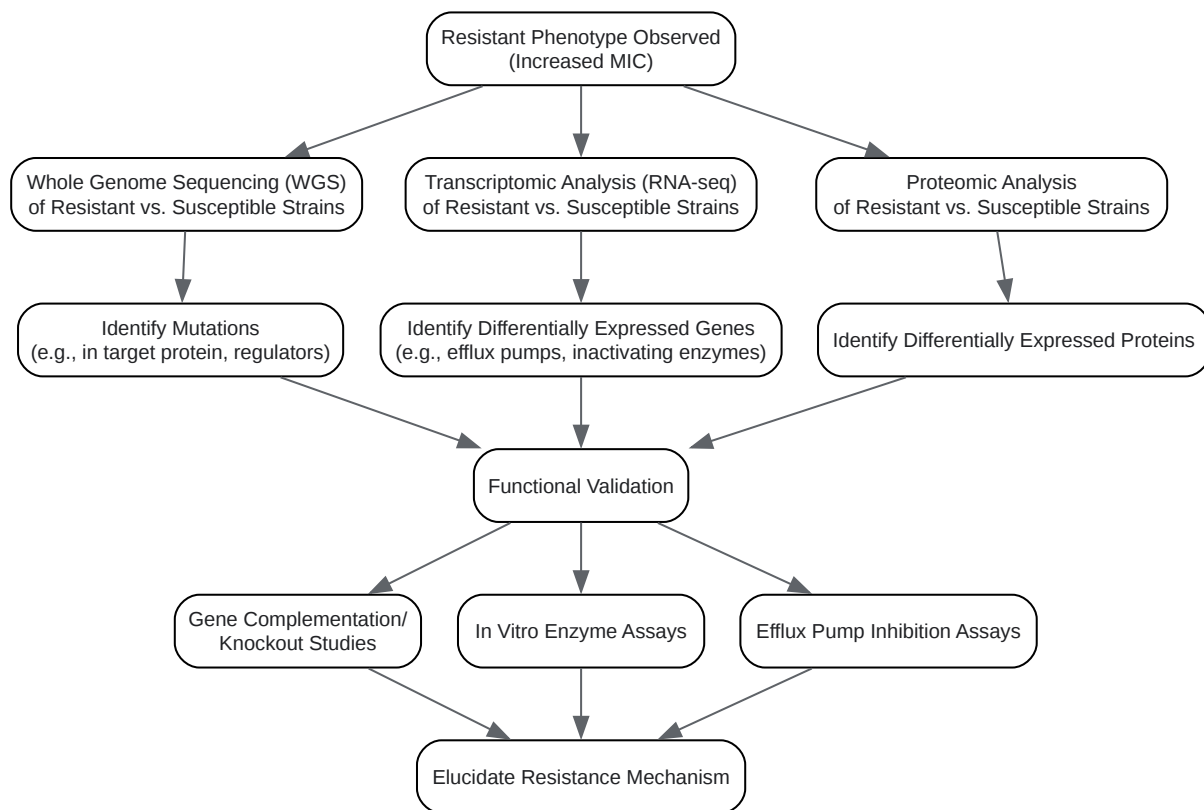 Resistant Phenotype Observed
(Increased MIC)
Whole Genome Sequencing (WGS)
of Resistant vs. Susceptible Strains
Transcriptomic Analysis (RNA-seq)
of Resistant vs. Susceptible Strains
Proteomic Analysis
of Resistant vs. Susceptible Strains
Identify Mutations
(e.g., in target protein, regulators)
Identify Differentially Expressed Genes
(e.g., efflux pumps, inactivating enzymes)
Identify Differentially Expressed Proteins
Functional Validation
Gene Complementation/
Knockout Studies
In Vitro Enzyme Assays
Efflux Pump Inhibition Assays
Elucidate Resistance Mechanism